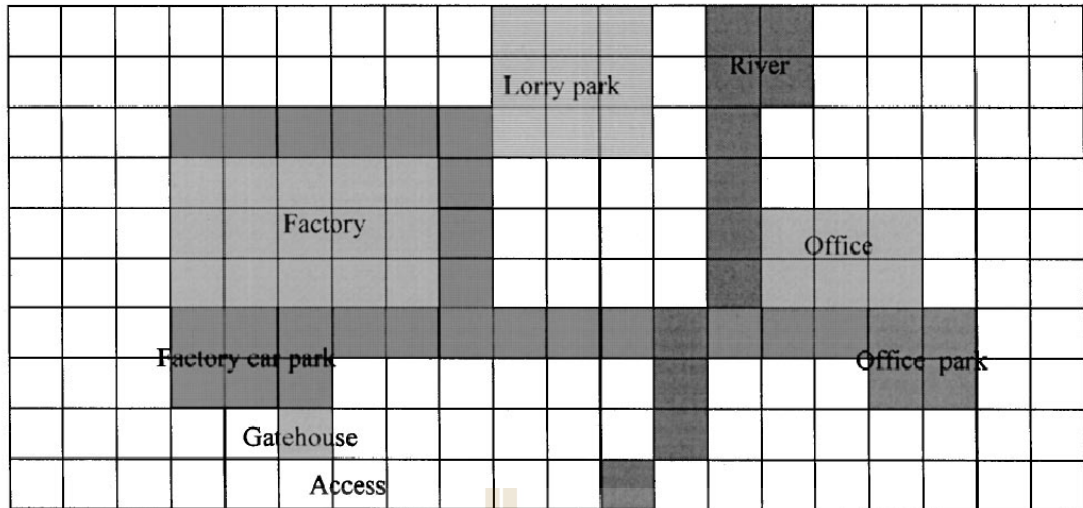 River
Lorry park
Factory
Office
Factory car park
Office park
Gatehouse
Access